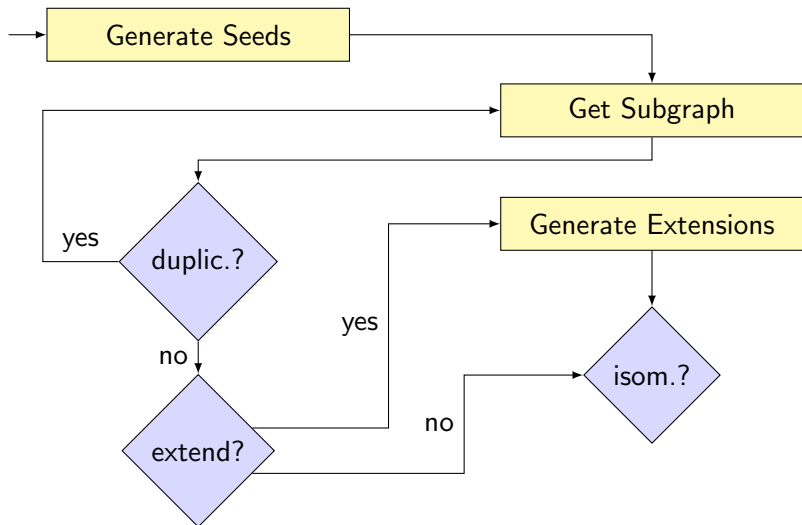 Generate Seeds
Get Subgraph
yes
duplic.?
Generate Extensions
yes
no
isom.?
no
extend?